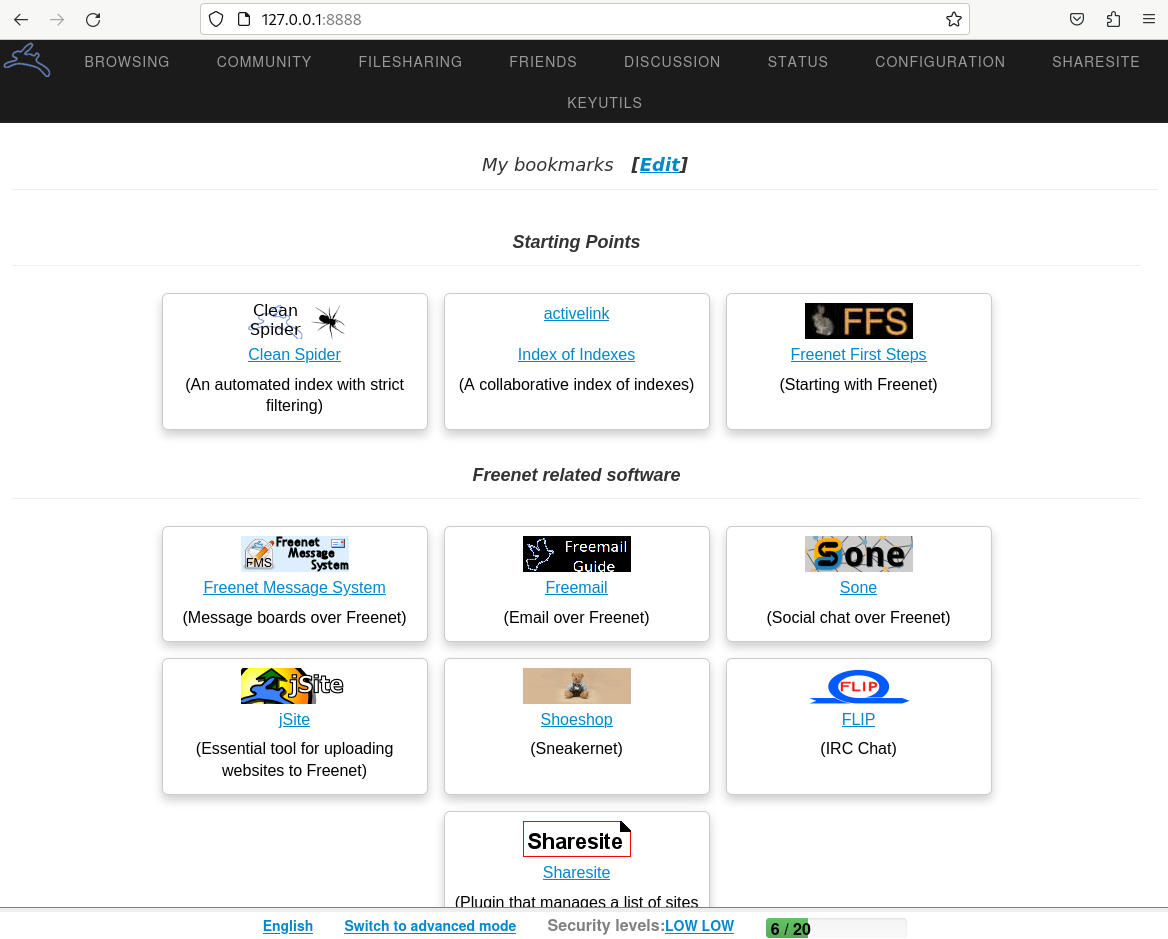 127.0.0.1:8888
BROWSING COMMUNITY FILESHARING FRIENDS DISCUSSION STATUS CONFIGURATION SHARESITE
KEYUTILS
My bookmarks [Edit]
Starting Points
Clean
Spider
Clean Spider
(An automated index with strict
filtering)
activelink
Index of Indexes
(A collaborative index of indexes)
FFS
Freenet First Steps
(Starting with Freenet)
Freenet related software
Freenet
Message
System
FMS
Freenet Message System
(Message boards over Freenet)
Freemail
Guide
Freemail
(Email over Freenet)
Sone
Sone
(Social chat over Freenet)
jSite
jSite
(Essential tool for uploading
websites to Freenet)
Shoeshop
(Sneakernet)
FLIP
FLIP
(IRC Chat)
Sharesite
Sharesite
(Plugin that manages a list of sites
English Switch to advanced mode Security levels:LOW LOW 6 / 20